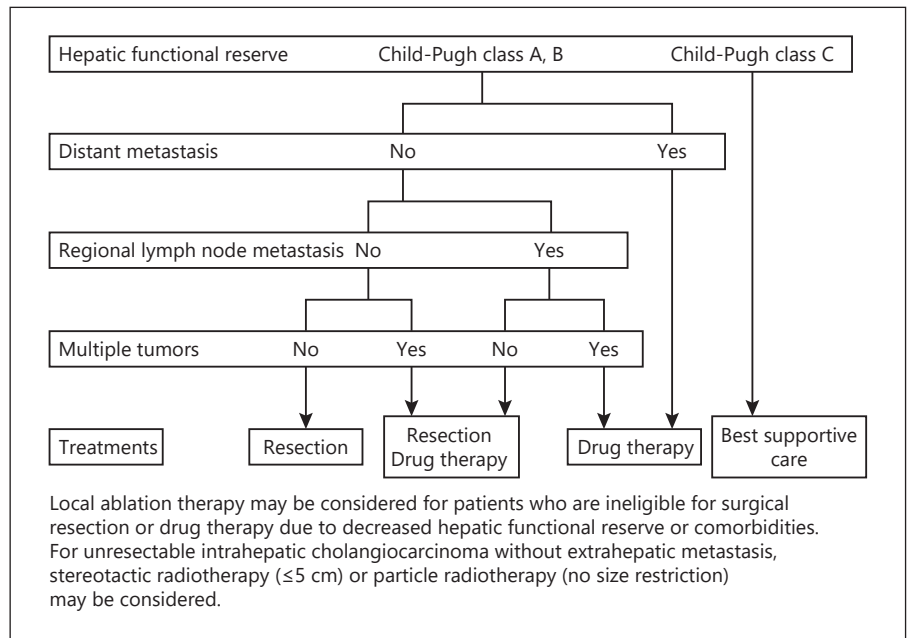 Hepatic functional reserve Child-Pugh class A, B Child-Pugh class C
Distant metastasis No Yes
Regional lymph node metastasis No Yes
Multiple tumors No Yes No Yes
Treatments
Resection
Resection
Drug therapy
Drug therapy
Best supportive
care
Local ablation therapy may be considered for patients who are ineligible for surgical
resection or drug therapy due to decreased hepatic functional reserve or comorbidities.
For unresectable intrahepatic cholangiocarcinoma without extrahepatic metastasis,
stereotactic radiotherapy (≤5 cm) or particle radiotherapy (no size restriction)
may be considered.